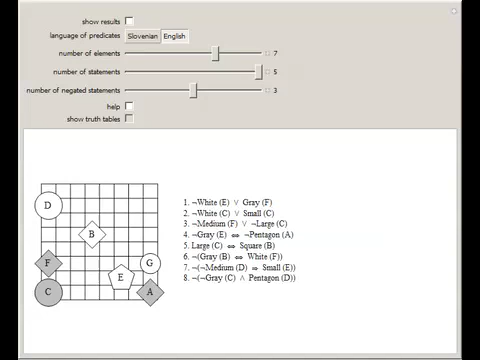 show results
language of predicates Slovenian English
number of elements 7
number of statements 5
number of negated statements 3
help
show truth tables
D
B
F
G
E
C
A
1. ¬White (E) ∨ Gray (F)
2. ¬White (C) ∨ Small (C)
3. ¬Medium (F) ∨ ¬Large (C)
4. ¬Gray (E) ⇔ ¬Pentagon (A)
5. Large (C) ⇔ Square (B)
6. ¬(Gray (B) ⇔ White (F))
7. ¬(¬Medium (D) ⇒ Small (E))
8. ¬(¬Gray (C) ∧ Pentagon (D))